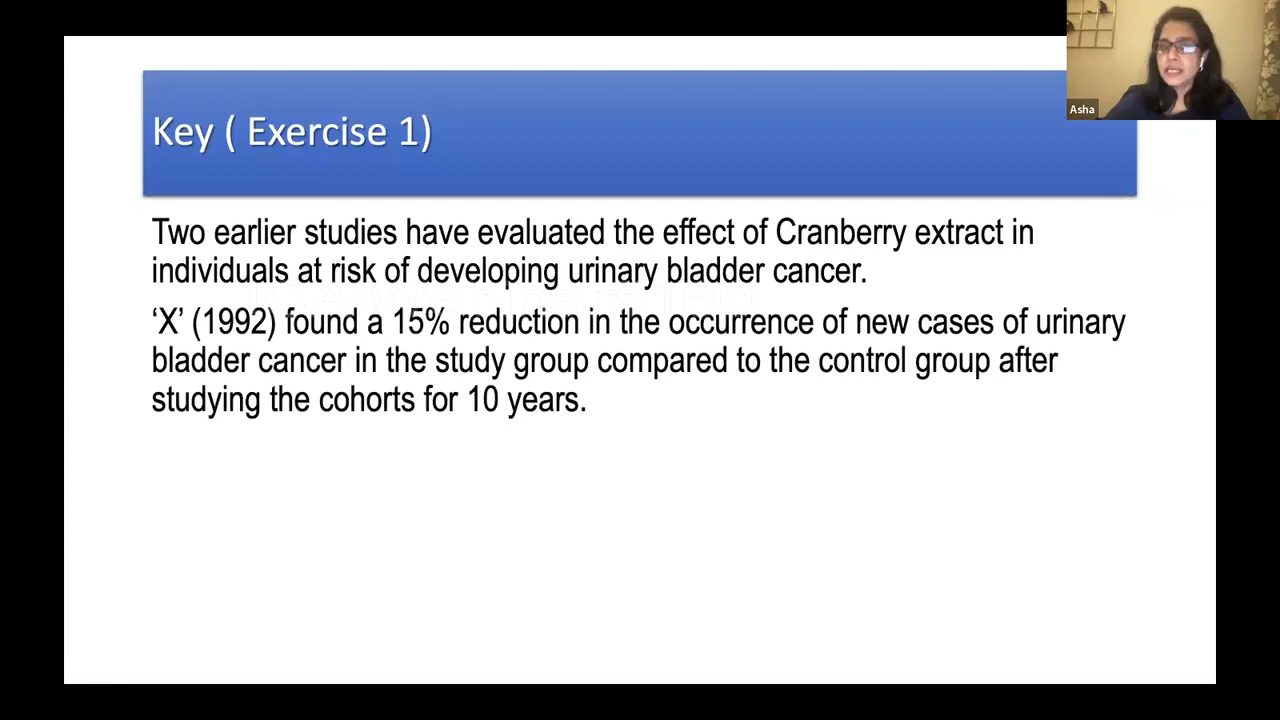 Asha
Key ( Exercise 1)
Two earlier studies have evaluated the effect of Cranberry extract in
individuals at risk of developing urinary bladder cancer.
‘X’ (1992) found a 15% reduction in the occurrence of new cases of urinary
bladder cancer in the study group compared to the control group after
studying the cohorts for 10 years.